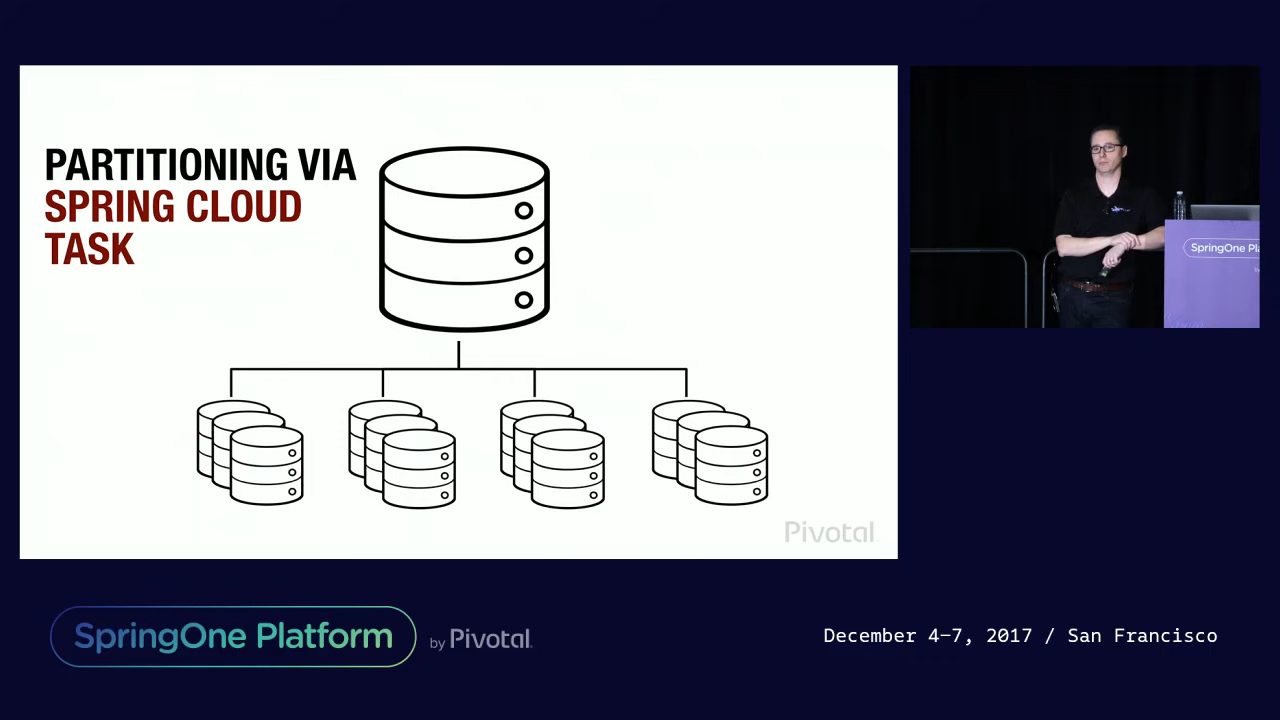 PARTITIONING VIA
SPRING CLOUD
TASK
Pivotal
SpringOne Pla
SpringOne Platform
by Pivotal
December 4–7, 2017 / San Francisco